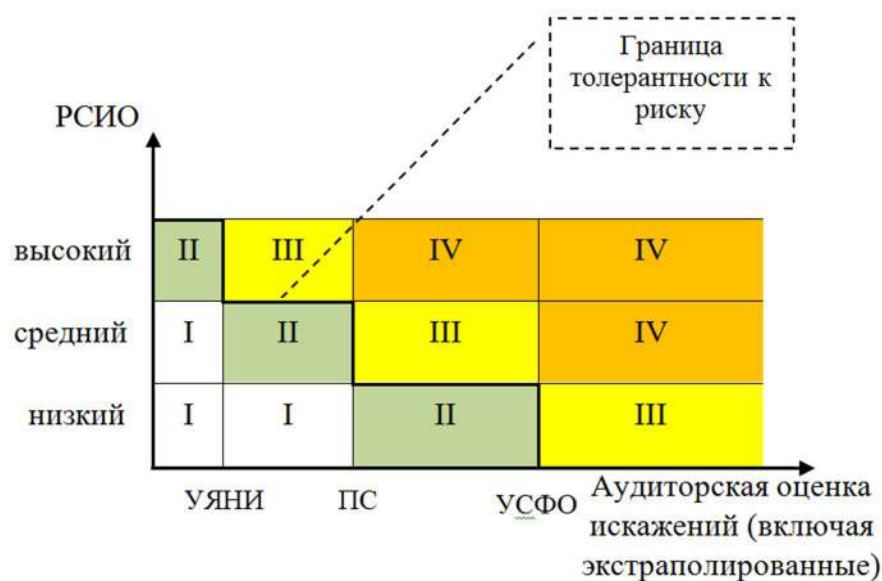 Граница
толерантности к
риску
РСИО
высокий II III IV IV
средний I II III IV
низкий I I II III
УЯНИ ПС УСФО
Аудиторская оценка
искажений (включая
экстраполированные)